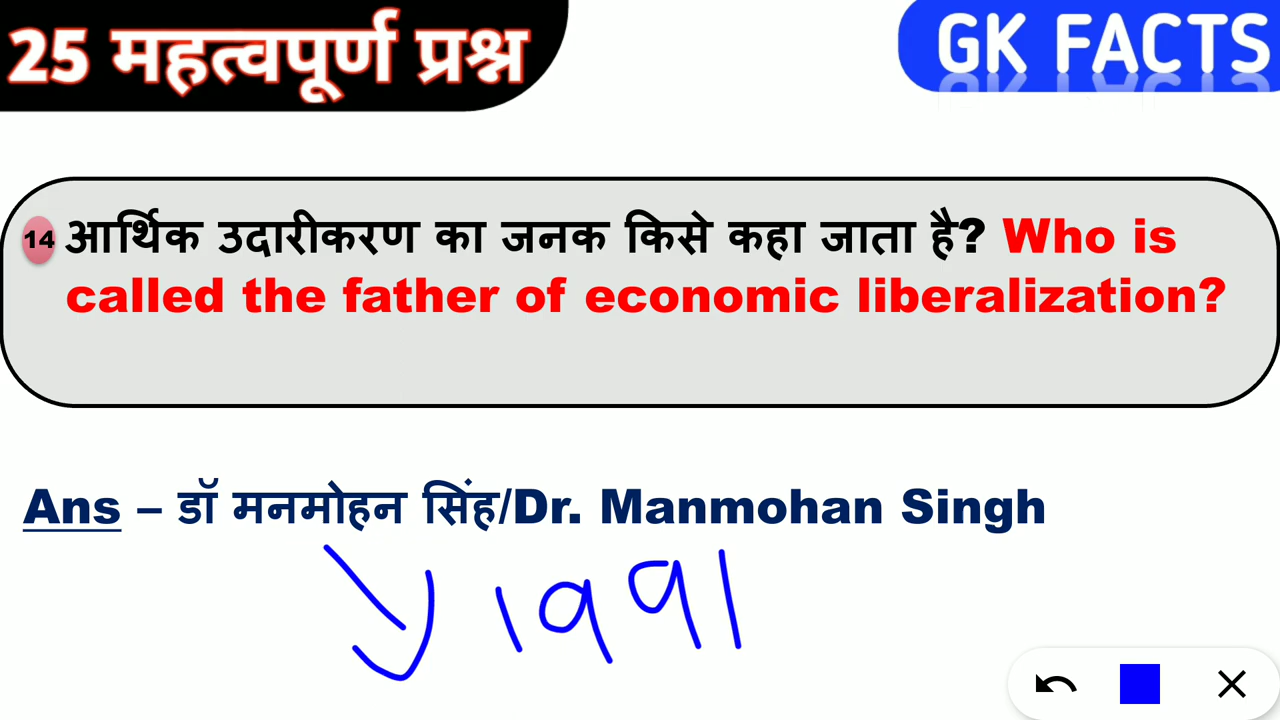 25 महत्वपूर्ण प्रश्न
GK FACTS
14 आर्थिक उदारीकरण का जनक किसे कहा जाता है? Who is
called the father of economic liberalization?
Ans – डॉ मनमोहन सिंह/Dr. Manmohan Singh
1991